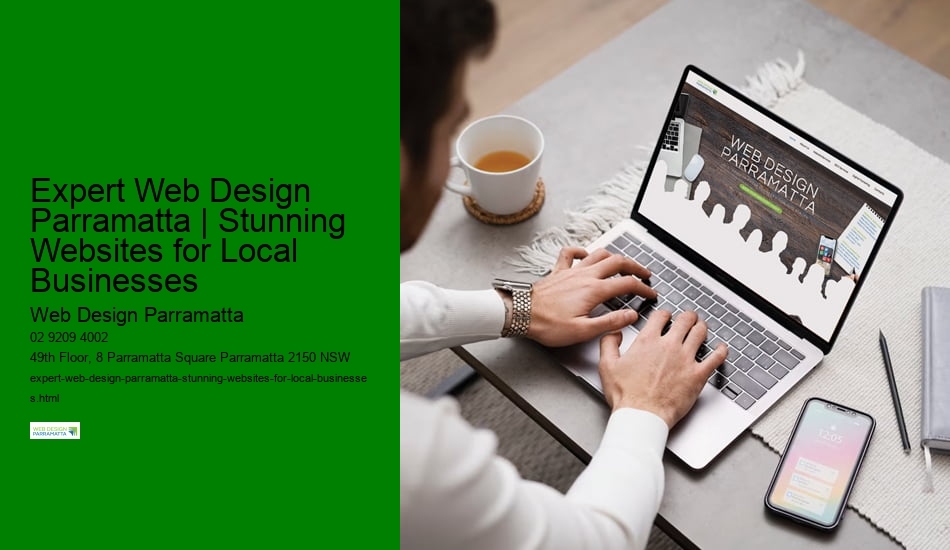 Expert Web Design
Parramatta | Stunning
Websites for Local
Businesses
Web Design Parramatta
02 9209 4002
49th Floor, 8 Parramatta Square Parramatta 2150 NSW
expert-web-design-parramatta-stunning-websites-for-local-businesse
s.html
WEB DESIGN
PARRAMATTA
WEB DESIGN
PARRAMATTA
12:05